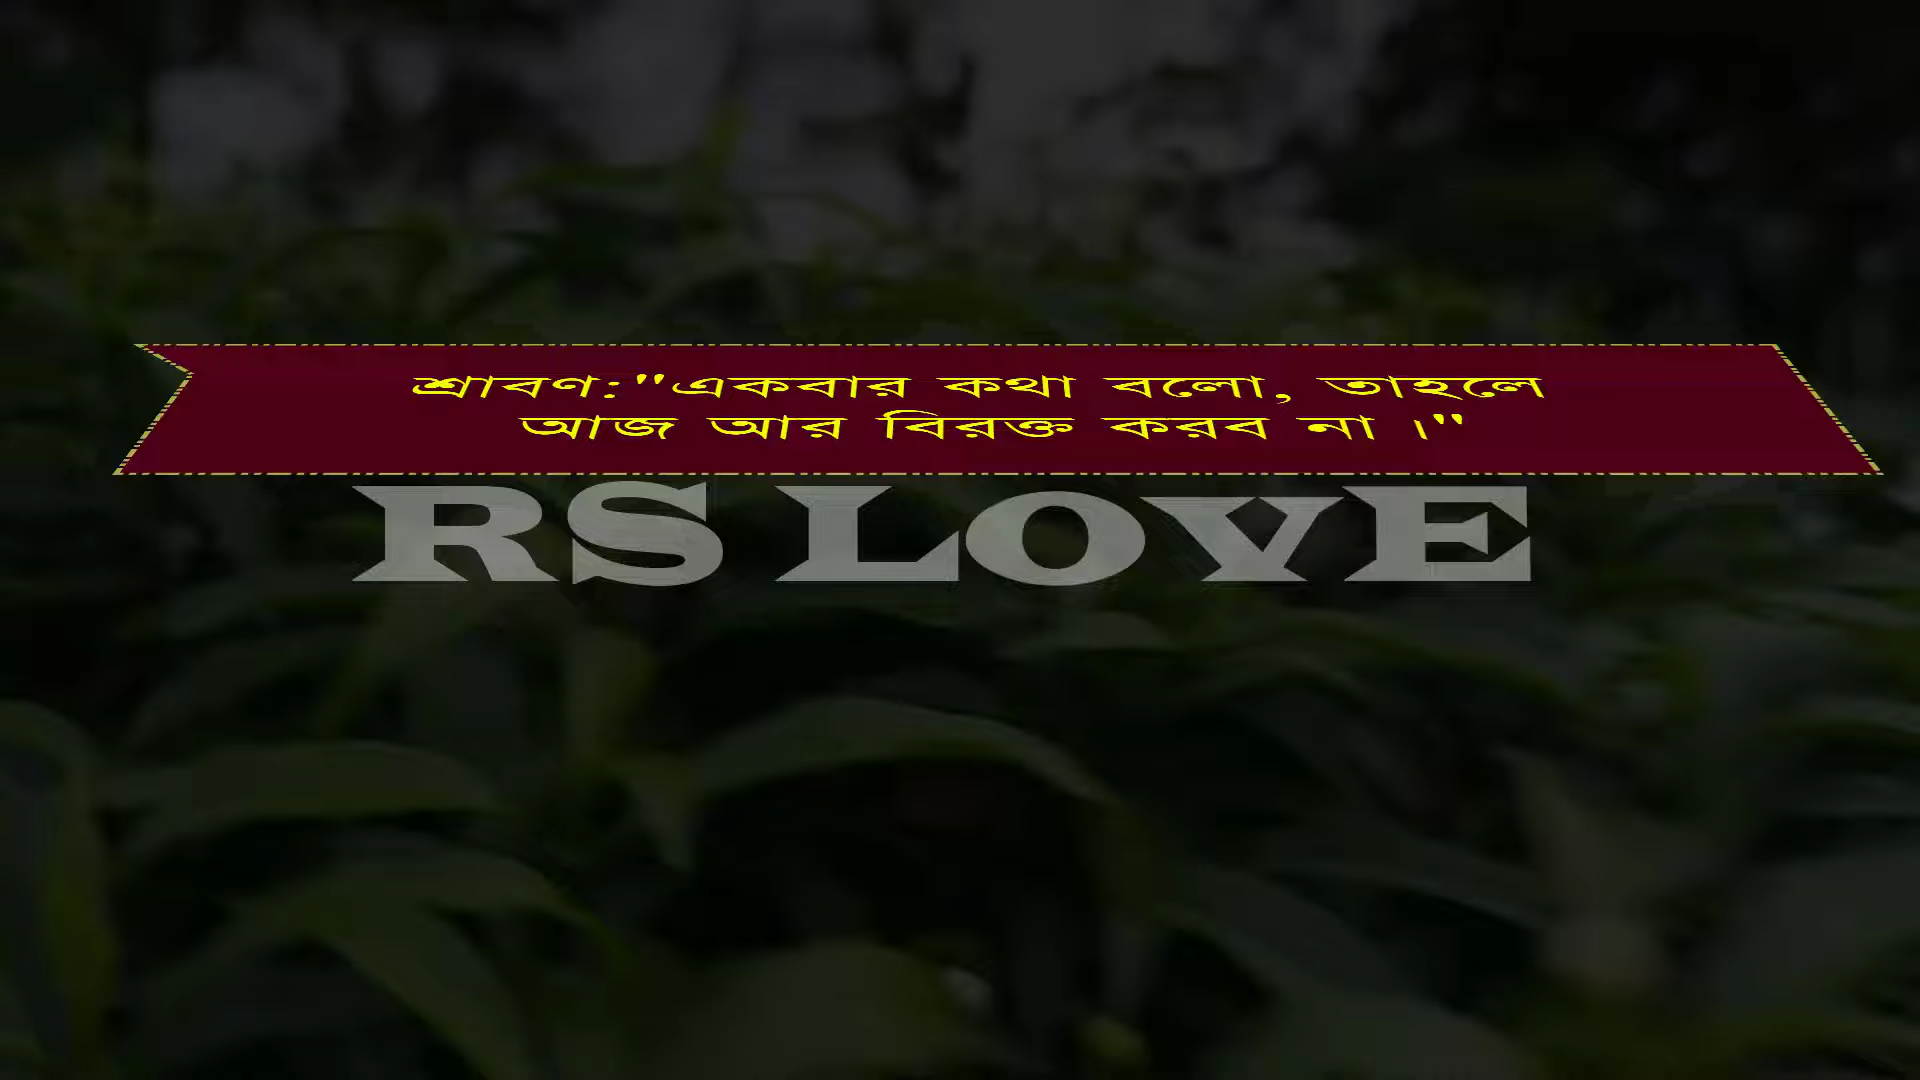 শ্রাবণ:"একবার কথা বলো, তাহলে
আজ আর বিরক্ত করব না ।"
RS LOVE